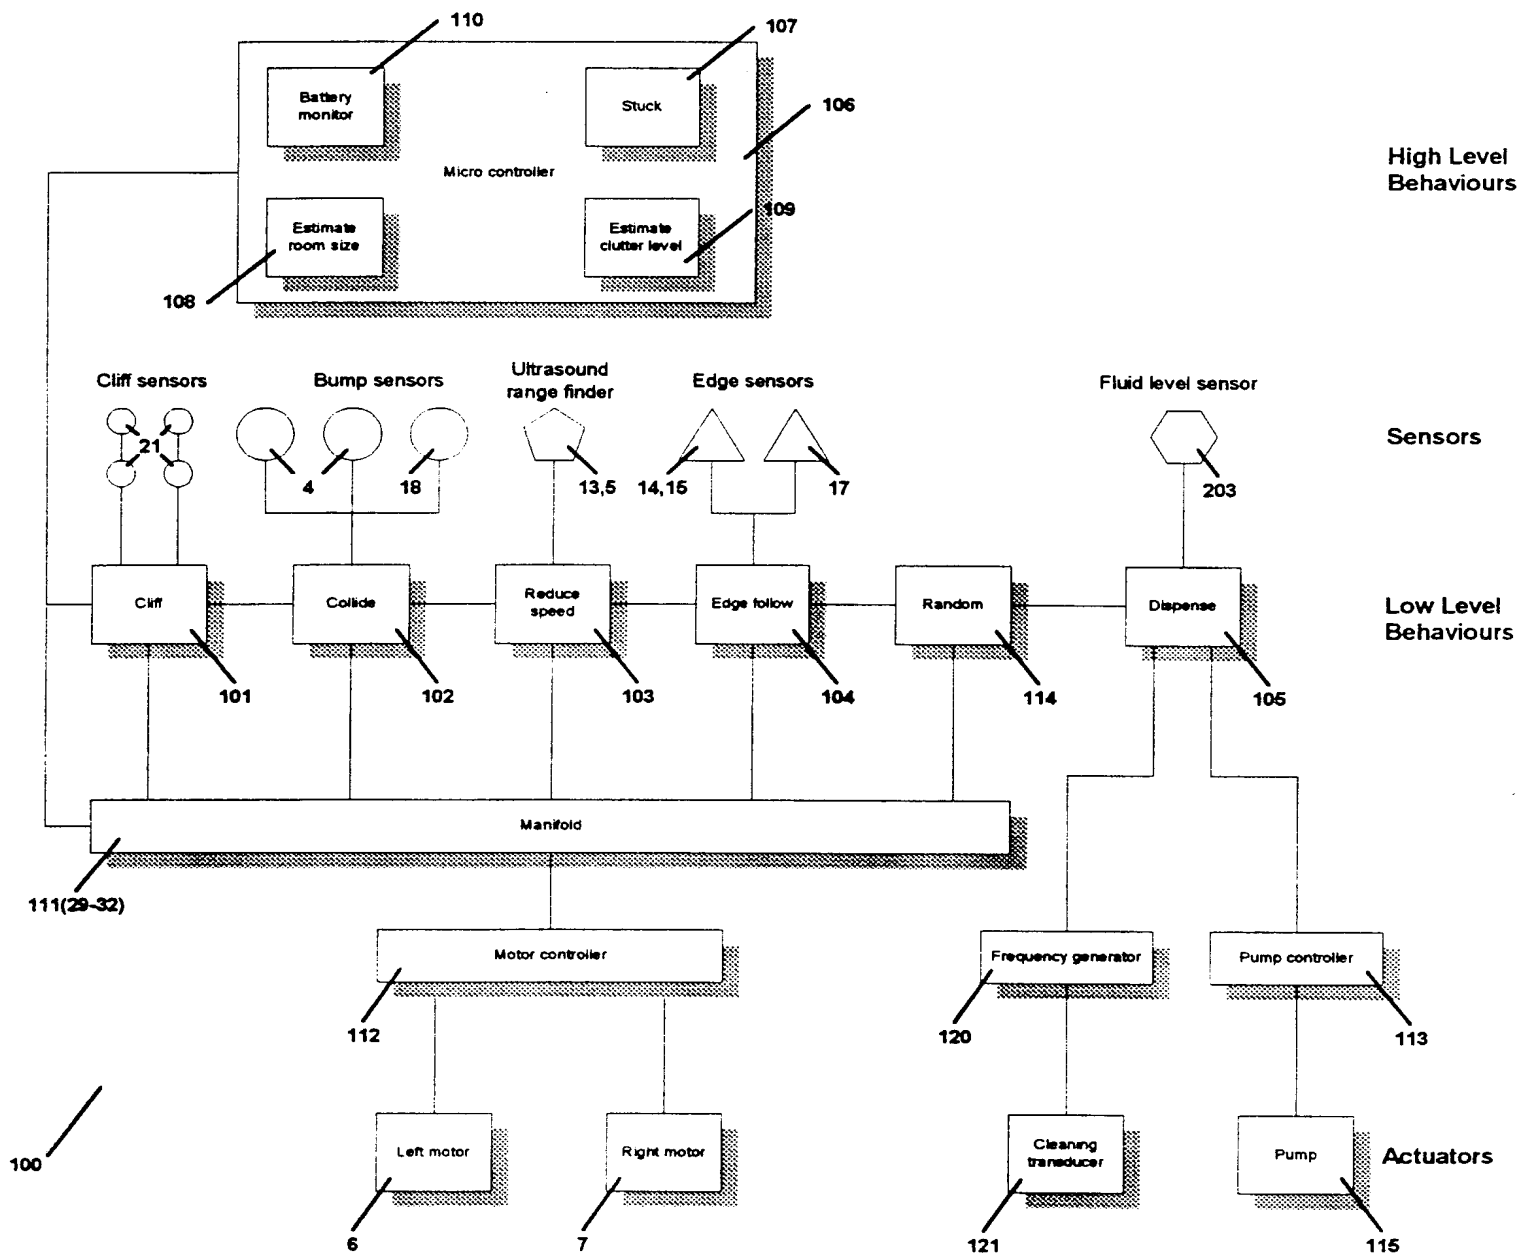 110
107
Battery
monitor
Stuck
106
High Level
Behaviours
Micro controller
109
Estimate
room size
Estimate
clutter level
108
Cliff sensors
Bump sensors
Ultrasound
range finder
Edge sensors
Fluid level sensor
21
Sensors
4
18
13,5
14,15
17
203
Cliff
Collide
Reduce
speed
Edge follow
Random
Dispense
Low Level
Behaviours
101
102
103
104
114
105
Manifold
111(29-32)
Motor controller
Frequency generator
Pump controller
112
120
113
Left motor
Right motor
Cleaning
transducer
Pump
Actuators
100
6
7
121
115